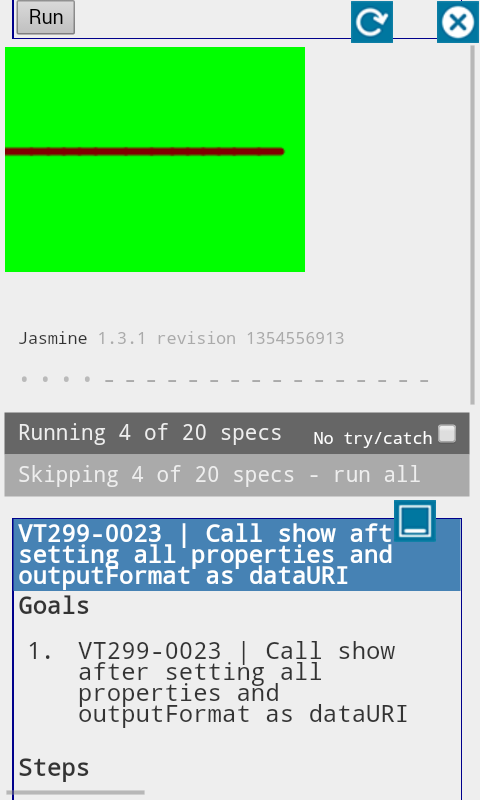 Run
Jasmine 1.3.1 revision 1354556913
Running 4 of 20 specs
No try/catch
Skipping 4 of 20 specs - run all
VT299-0023 | Call show aft
setting all properties and
outputFormat as dataURI
Goals
1. VT299-0023 | Call show
after setting all
properties and
outputFormat as dataURI
Steps